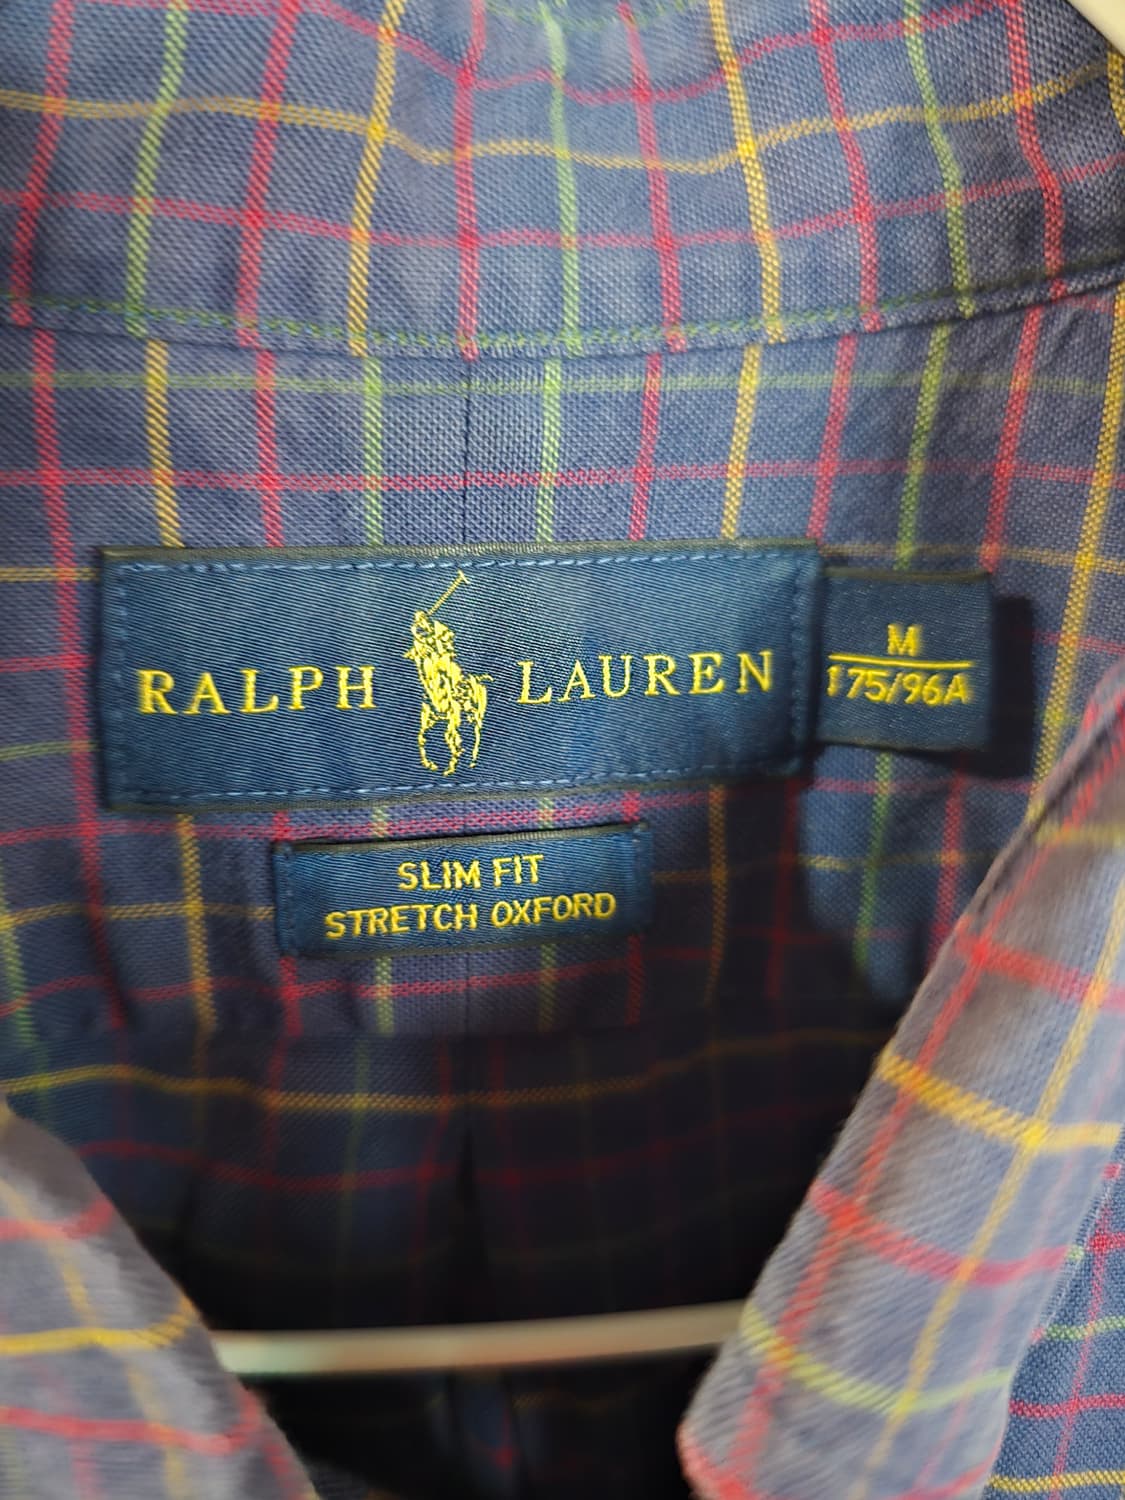 RALPH LAUREN
M
175/96A
SLIM FIT
STRETCH OXFORD